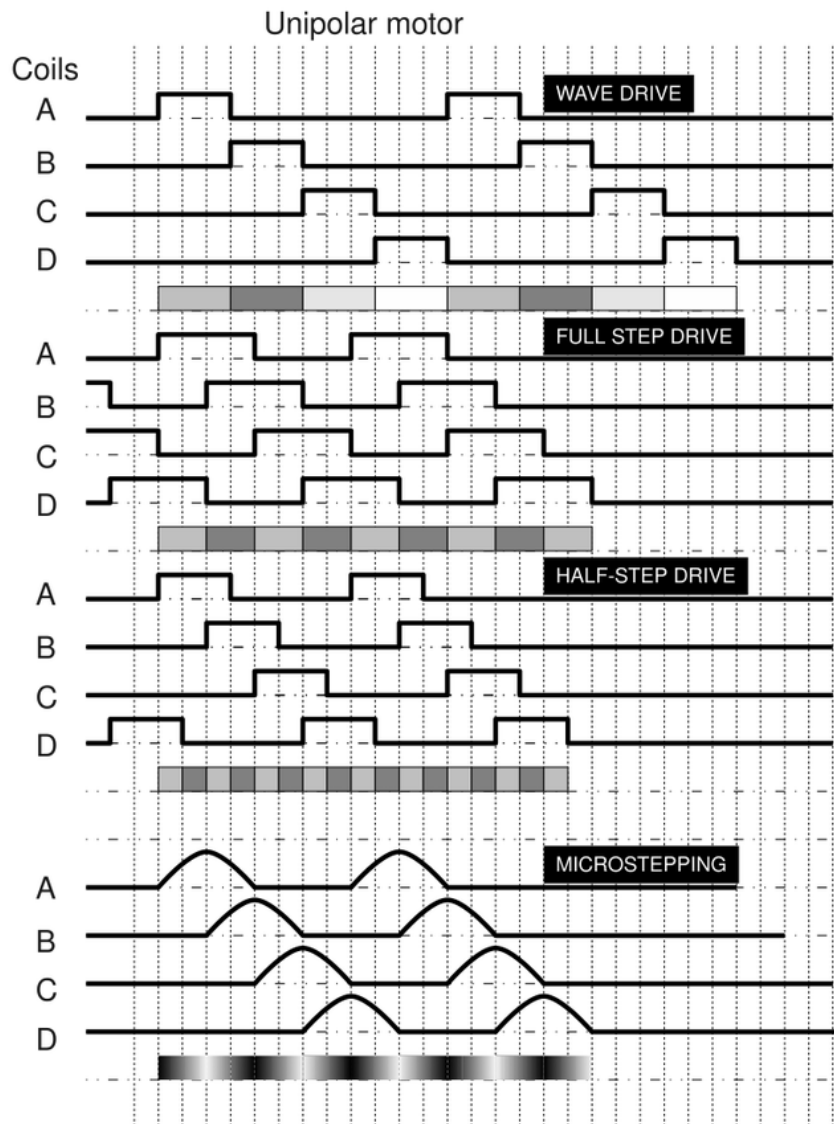 Unipolar motor
Coils
A
WAVE DRIVE
B
C
D
A
FULL STEP DRIVE
B
C
D
A
HALF-STEP DRIVE
B
C
D
A
MICROSTEPPING
B
C
D